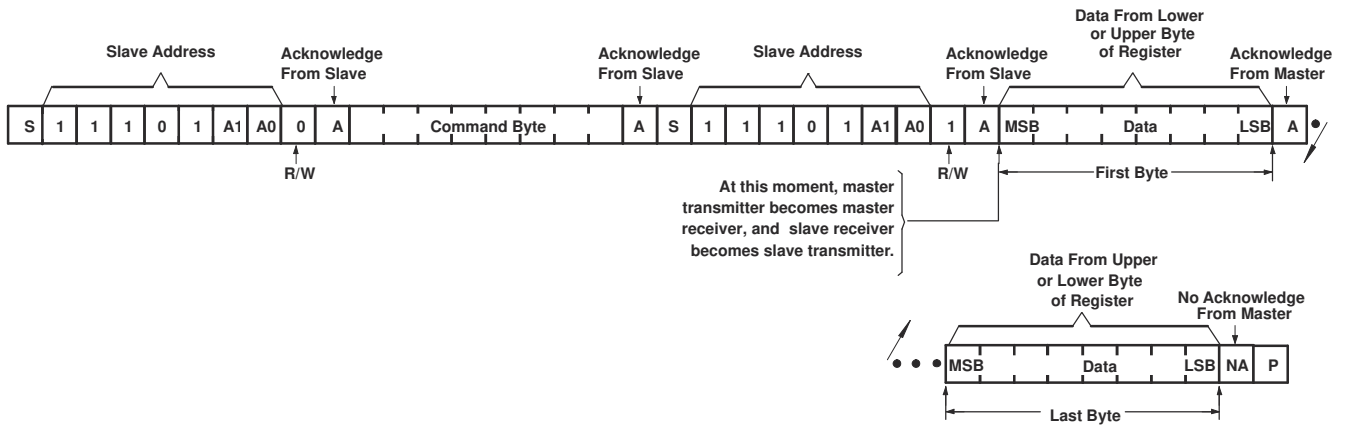 Slave Address
Acknowledge
From Slave
Acknowledge
From Slave
Slave Address
Acknowledge
From Slave
Data From Lower
or Upper Byte
of Register
Acknowledge
From Master
S 1 1 1 0 1 A1 A0 0 A Command Byte A S 1 1 1 0 1 A1 A0 1 A MSB Data LSB A
R/W
R/W
First Byte
At this moment, master
transmitter becomes master
receiver, and slave receiver
becomes slave transmitter.
Data From Upper
or Lower Byte
of Register
No Acknowledge
From Master
MSB Data LSB NA P
Last Byte